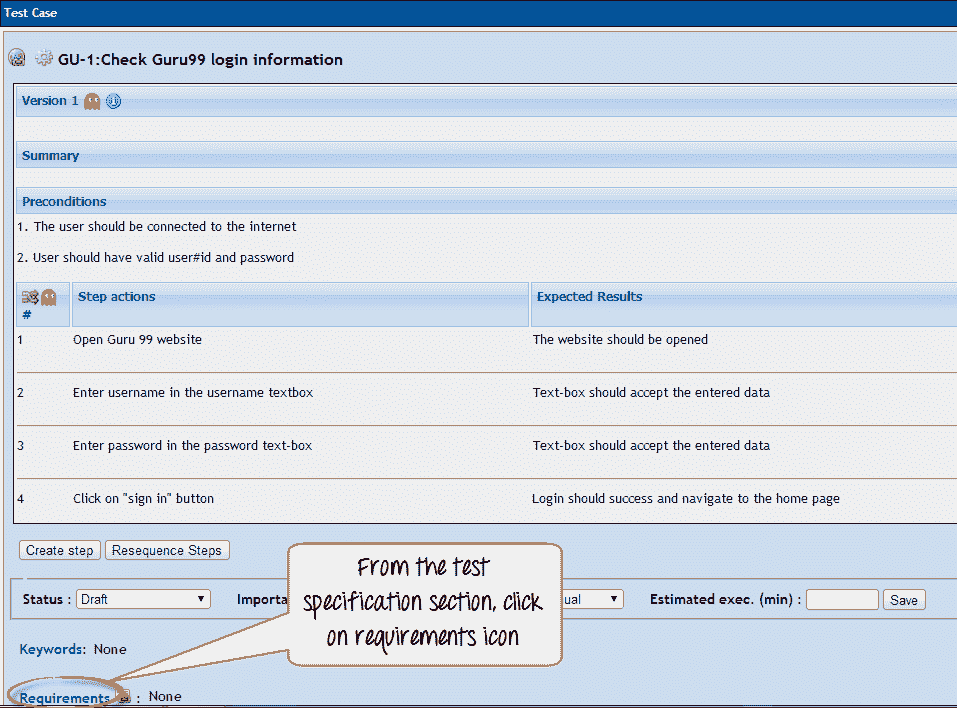 Test Case
GU-1:Check Guru99 login information
Version 1
Summary
Preconditions
1. The user should be connected to the internet
2. User should have valid user#id and password
# Step actions Expected Results
1 Open Guru 99 website The website should be opened
2 Enter username in the username textbox Text-box should accept the entered data
3 Enter password in the password text-box Text-box should accept the entered data
4 Click on "sign in" button Login should success and navigate to the home page
Create step Resequence Steps
From the test
specification section, click
on requirements icon
Status : Draft Importa ual Estimated exec. (min) : Save
Keywords: None
Requirements : None